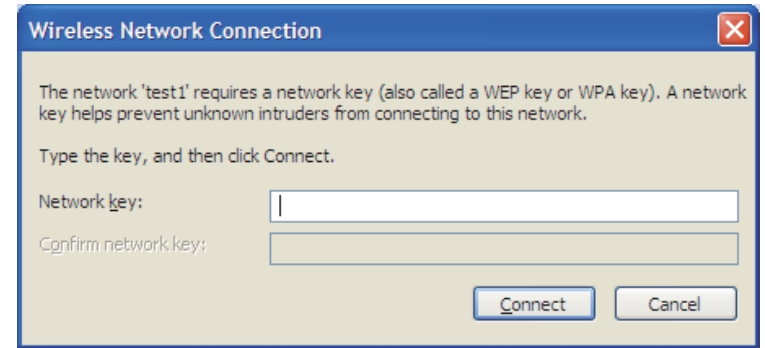 Wireless Network Connection
The network 'test1' requires a network key (also called a WEP key or WPA key). A network
key helps prevent unknown intruders from connecting to this network.
Type the key, and then click Connect.
Network key:
Confirm network key:
Connect Cancel